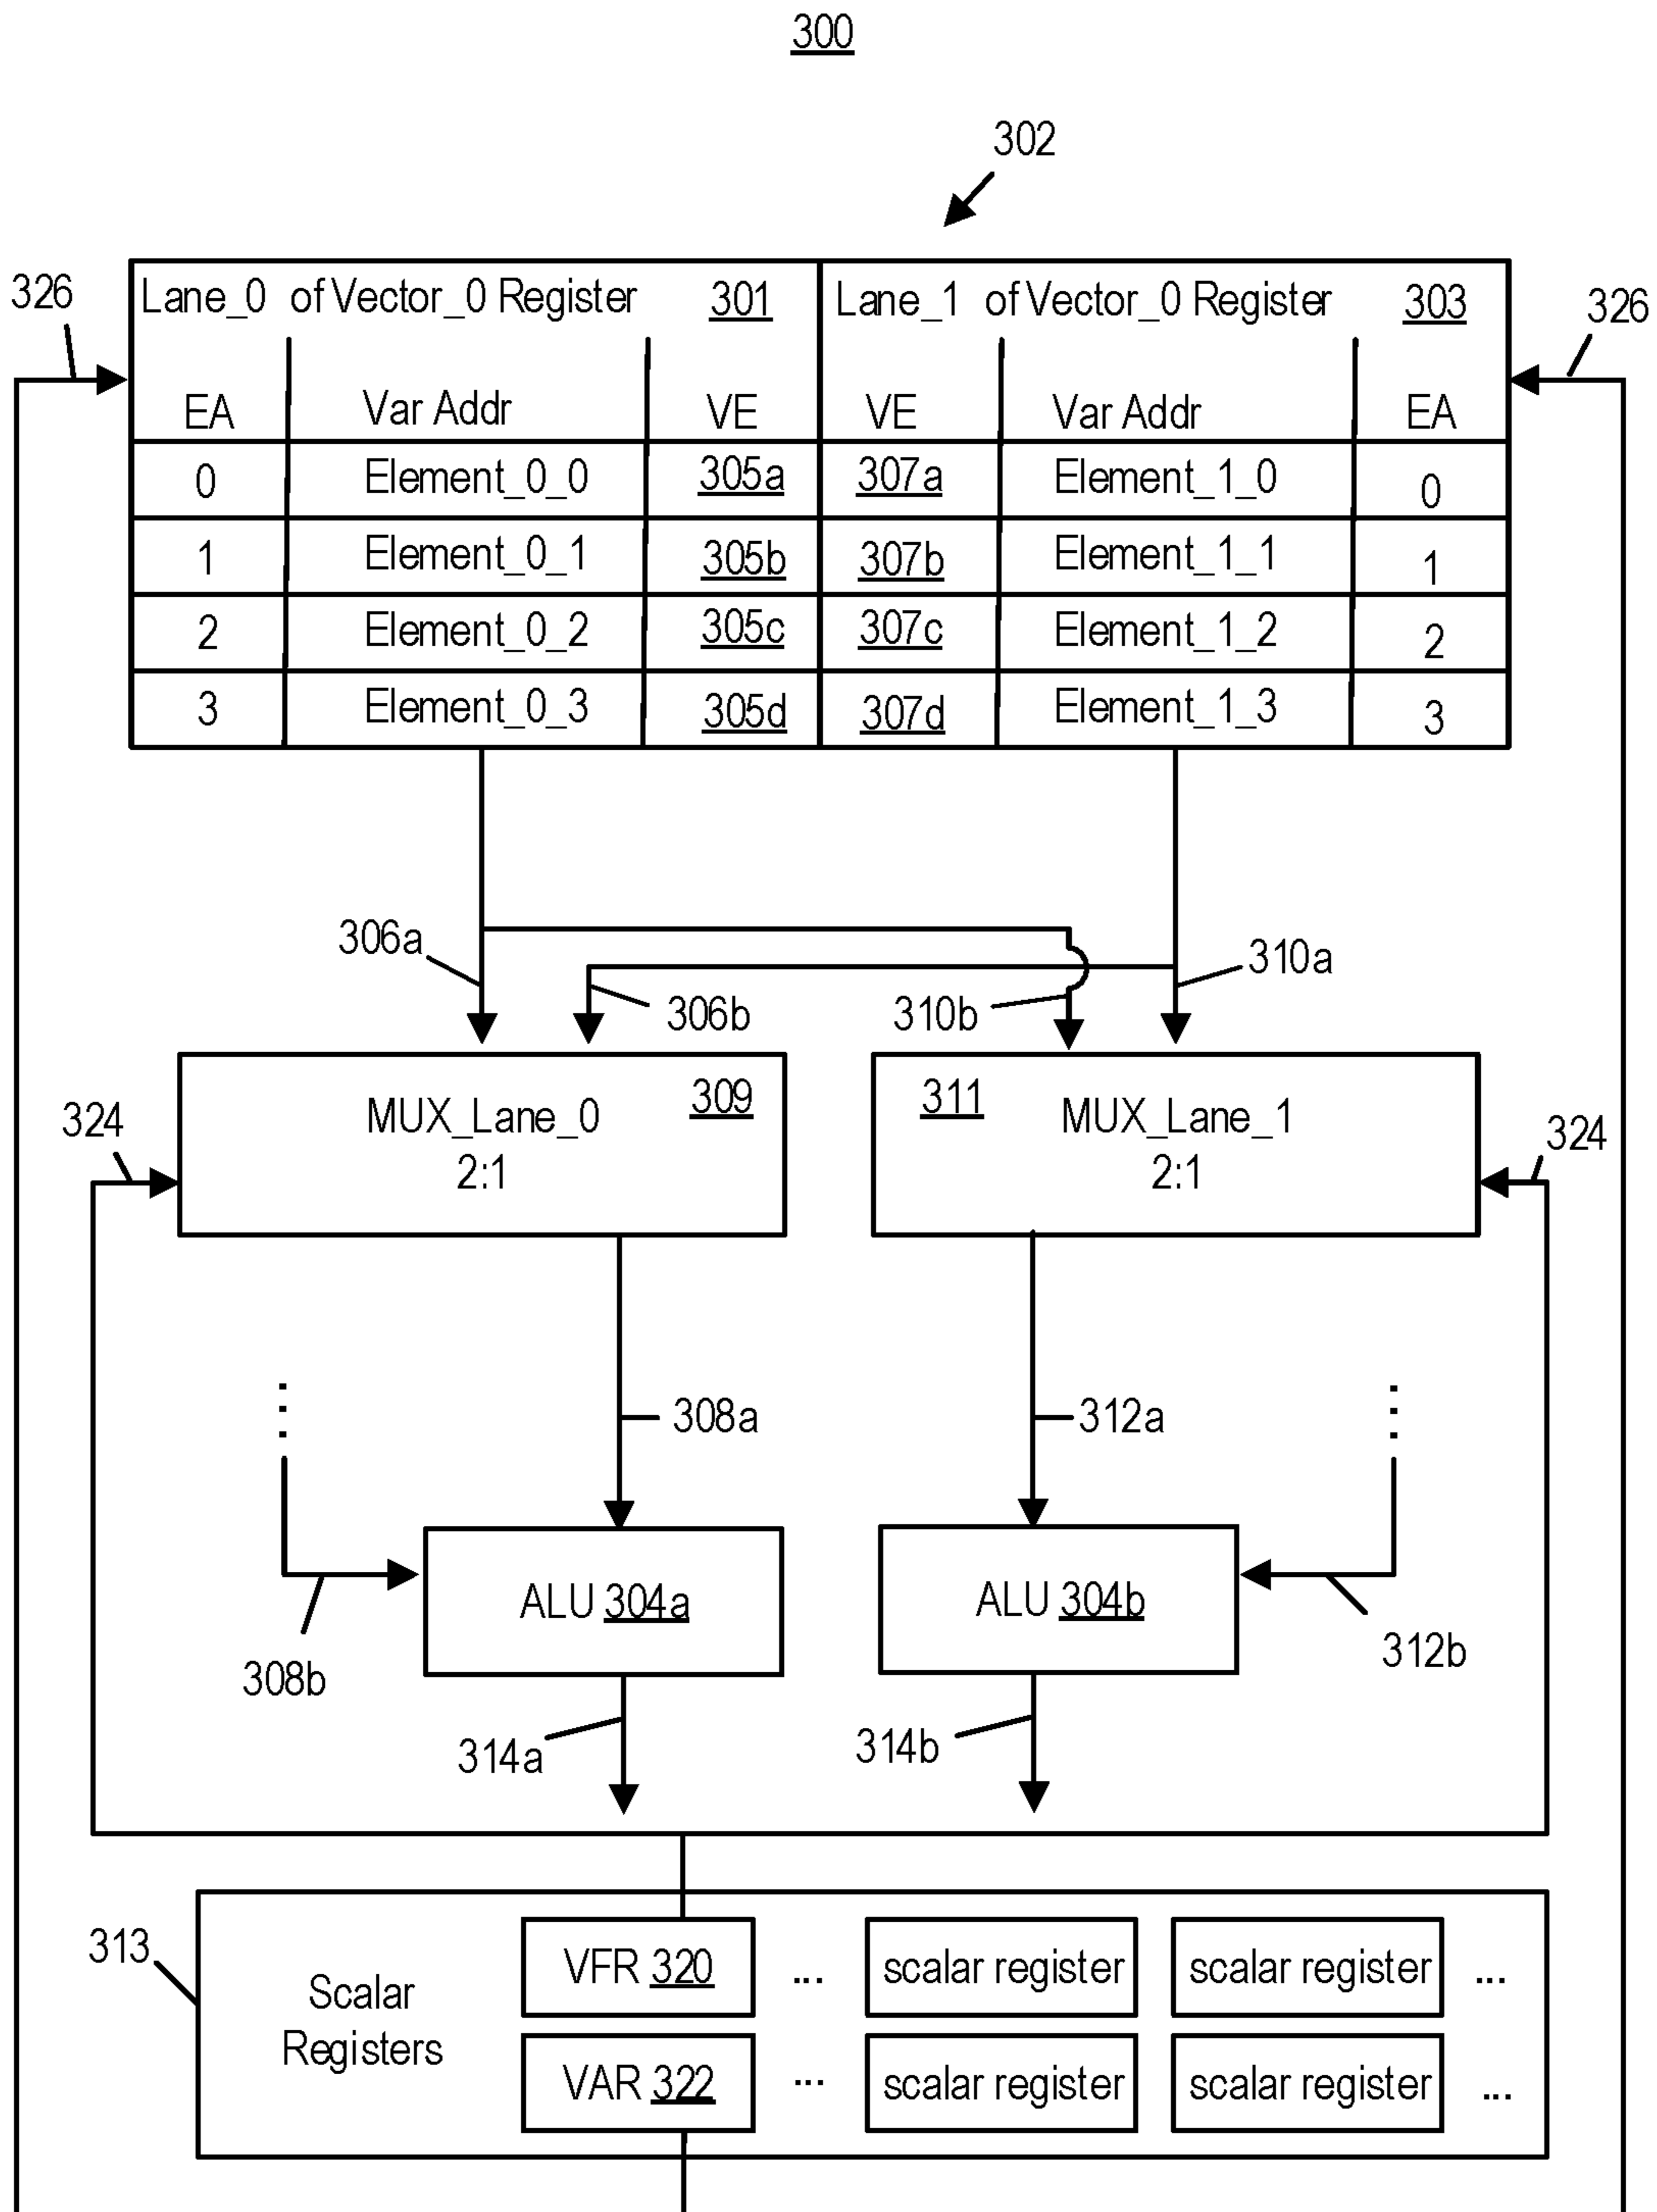 300
302
326
Lane_0 of Vector_0 Register 301
Lane_1 of Vector_0 Register 303
326
EA Var Addr VE VE Var Addr EA
0 Element_0_0 305a 307a Element_1_0 0
1 Element_0_1 305b 307b Element_1_1 1
2 Element_0_2 305c 307c Element_1_2 2
3 Element_0_3 305d 307d Element_1_3 3
306a
306b
310b
310a
324
MUX_Lane_0 309
2:1
311 MUX_Lane_1
2:1
324
308a
312a
ALU 304a
ALU 304b
308b
312b
314a
314b
313
Scalar
Registers
VFR 320 ... scalar register scalar register ...
VAR 322 ... scalar register scalar register ...